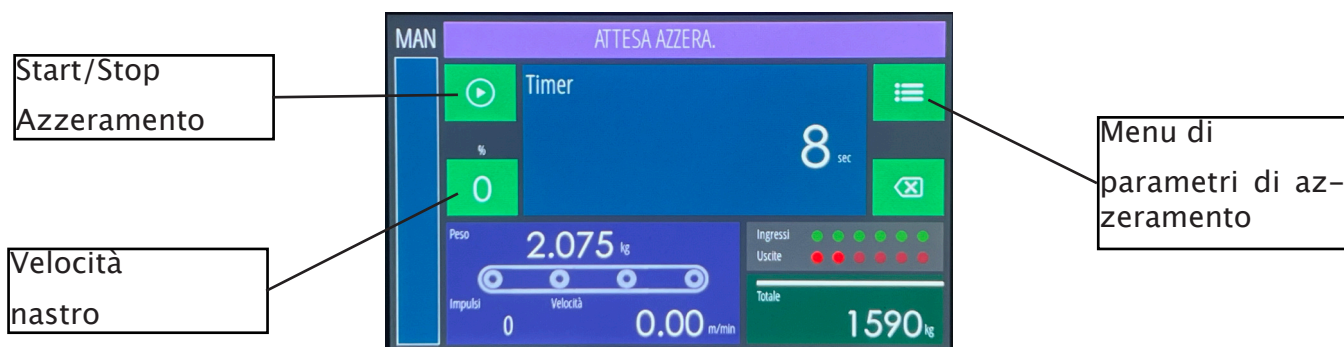 MAN
ATTESA AZZERA.
Start/Stop
Azzeramento
Timer
8 sec
%
0
Menu di
parametri di az-
zeramento
Velocità
nastro
Peso
2.075 kg
Impulsi
0
Velocità
0.00 m/min
Ingressi
Uscite
Totale
1590 kg